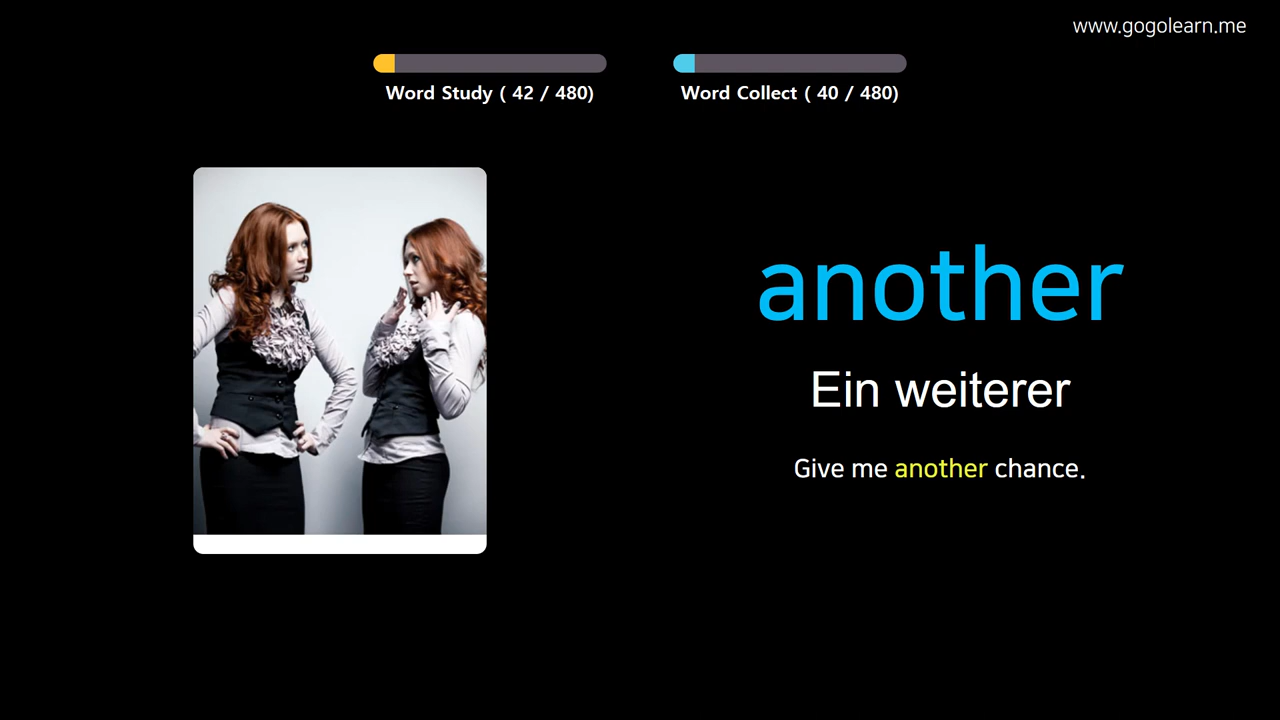 www.gogolearn.me
Word Study ( 42 / 480)
Word Collect ( 40 / 480)
another
Ein weiterer
Give me another chance.